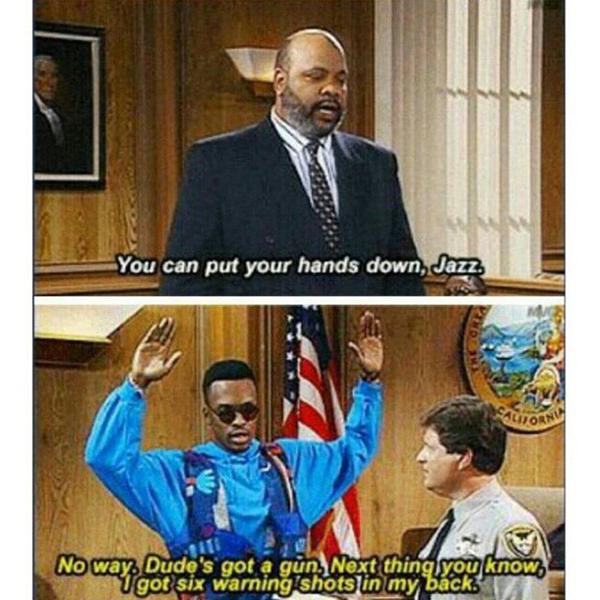 You can put your hands down, Jazz.
CALIFORNIA
No way. Dude's got a gun. Next thing you know,
I got six warning shots in my back.